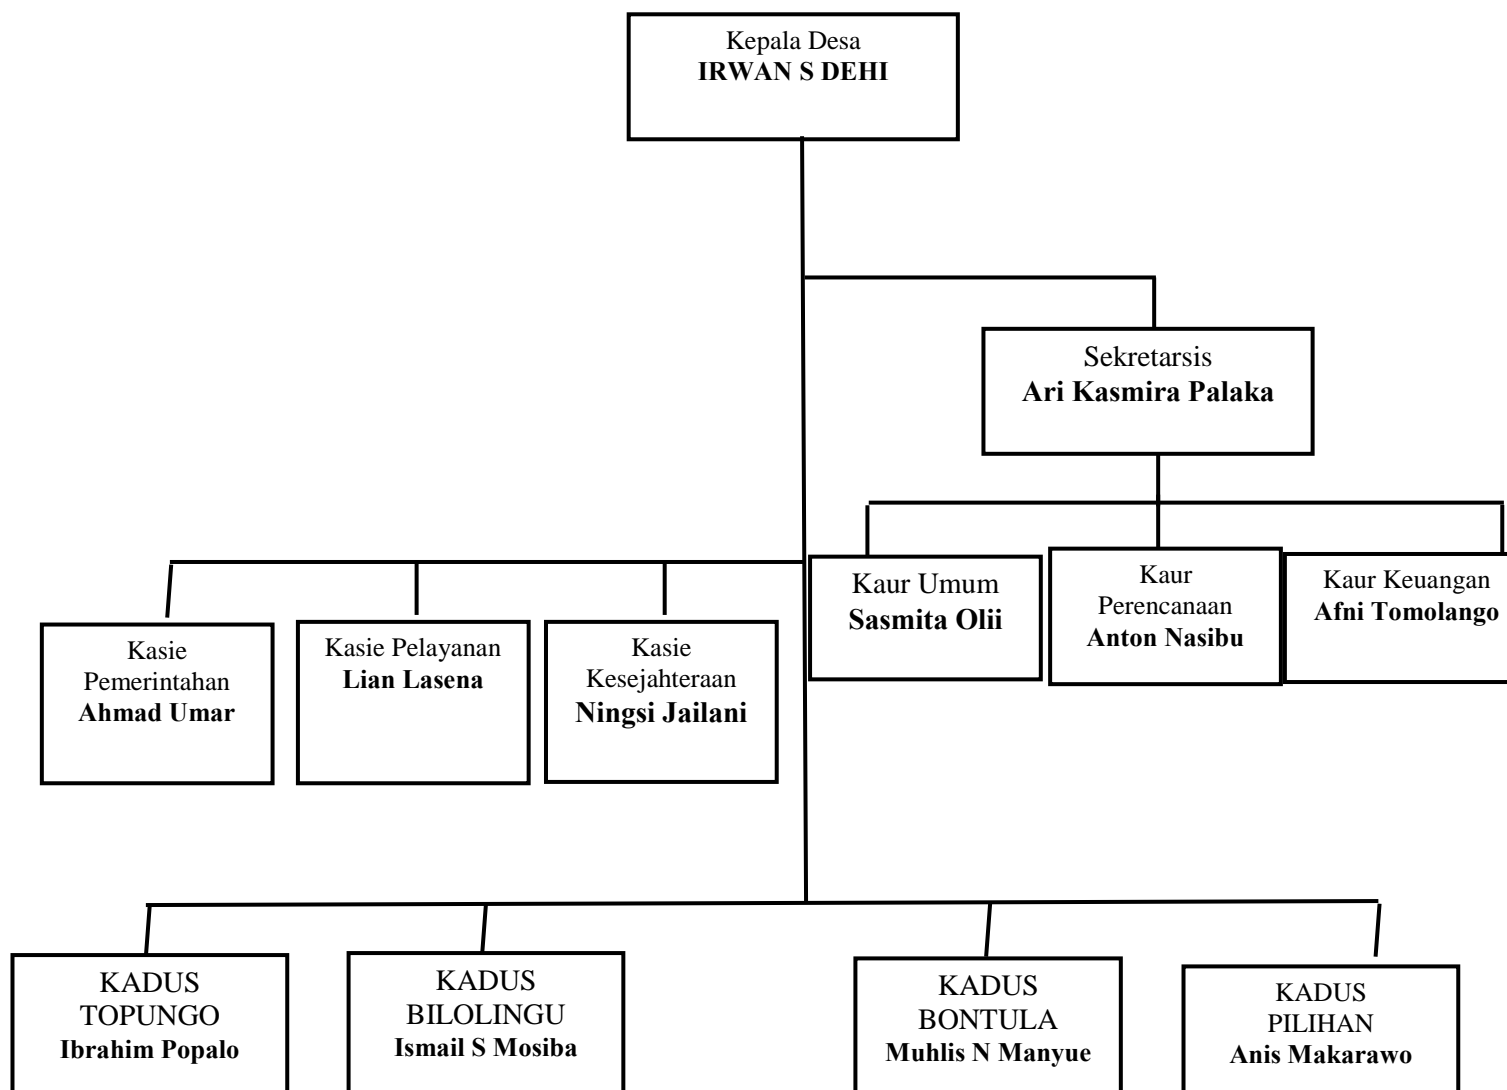 Kepala Desa
IRWAN S DEHI
Sekretarsis
Ari Kasmira Palaka
Kaur Umum
Sasmita Olii
Kaur
Perencanaan
Anton Nasibu
Kaur Keuangan
Afni Tomolango
Kasie
Pemerintahan
Ahmad Umar
Kasie Pelayanan
Lian Lasena
Kasie
Kesejahteraan
Ningsi Jailani
KADUS
TOPUNGO
Ibrahim Popalo
KADUS
BILOLINGU
Ismail S Mosiba
KADUS
BONTULA
Muhlis N Manyue
KADUS
PILIHAN
Anis Makarawo